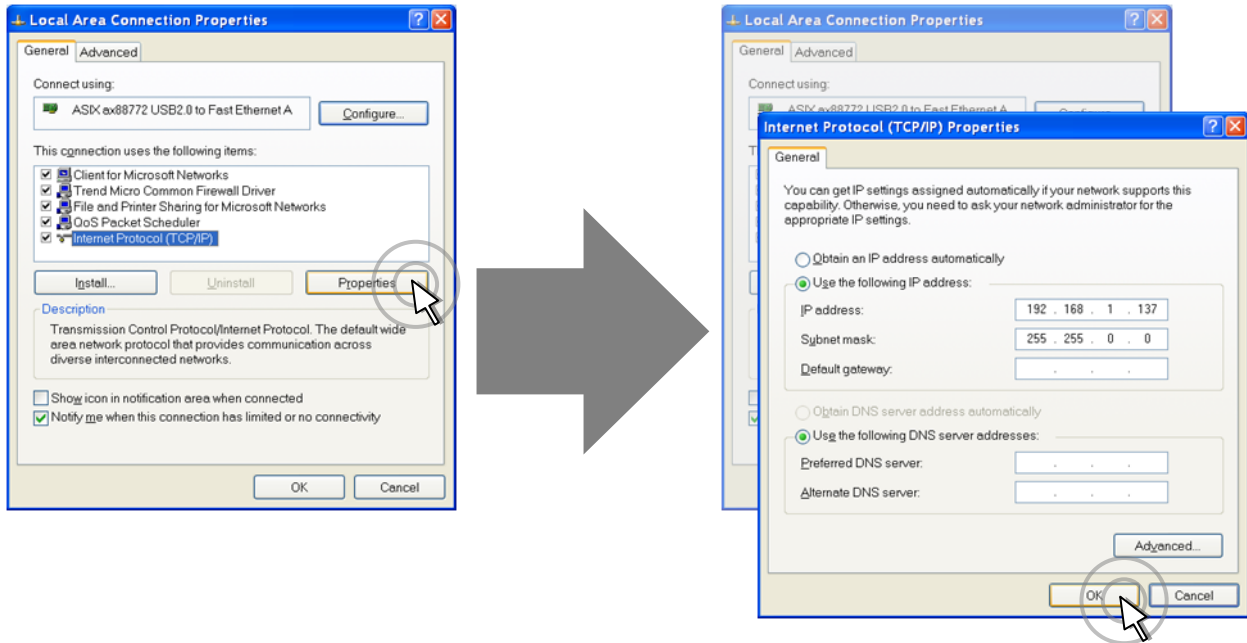 Local Area Connection Properties
General Advanced
Connect using:
ASIX ax88772 USB2.0 to Fast Ethernet A
Configure...
This connection uses the following items:
Client for Microsoft Networks
Trend Micro Common Firewall Driver
File and Printer Sharing for Microsoft Networks
QoS Packet Scheduler
Internet Protocol (TCP/IP)
Install... Uninstall Properties
Description
Transmission Control Protocol/Internet Protocol. The default wide
area network protocol that provides communication across
diverse interconnected networks.
Show icon in notification area when connected
Notify me when this connection has limited or no connectivity
OK Cancel
Local Area Connection Properties
General Advanced
Connect using:
ASIX ax88772 USB2.0 to Fast Ethernet A
Internet Protocol (TCP/IP) Properties
General
You can get IP settings assigned automatically if your network supports this
capability. Otherwise, you need to ask your network administrator for the
appropriate IP settings.
Obtain an IP address automatically
Use the following IP address:
IP address: 192 . 168 . 1 . 137
Subnet mask: 255 . 255 . 0 . 0
Default gateway: . . .
Obtain DNS server address automatically
Use the following DNS server addresses:
Preferred DNS server: . . .
Alternate DNS server: . . .
Advanced...
OK Cancel